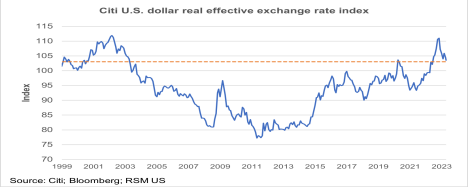 Citi U.S. dollar real effective exchange rate index
115
110
105
100
95
90
85
80
75
70
Index
1999 2001 2003 2005 2007 2009 2011 2013 2015 2017 2019 2021 2023
Source: Citi; Bloomberg; RSM US